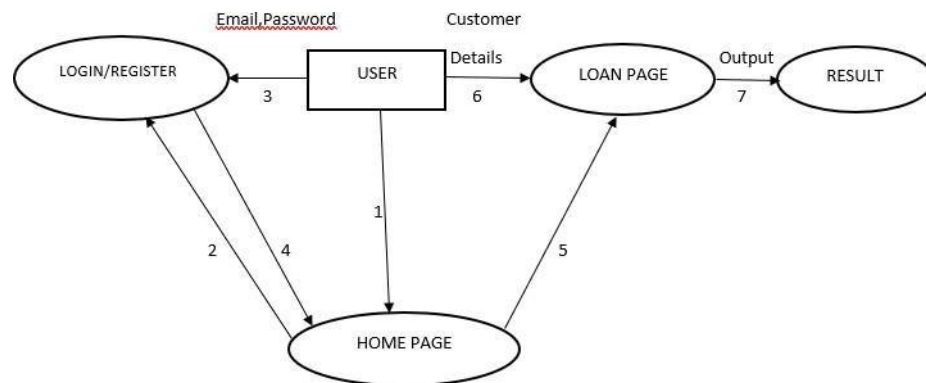 Email,Password
Customer
LOGIN/REGISTER
USER
Details
LOAN PAGE
Output
RESULT
3
6
7
1
2
4
5
HOME PAGE